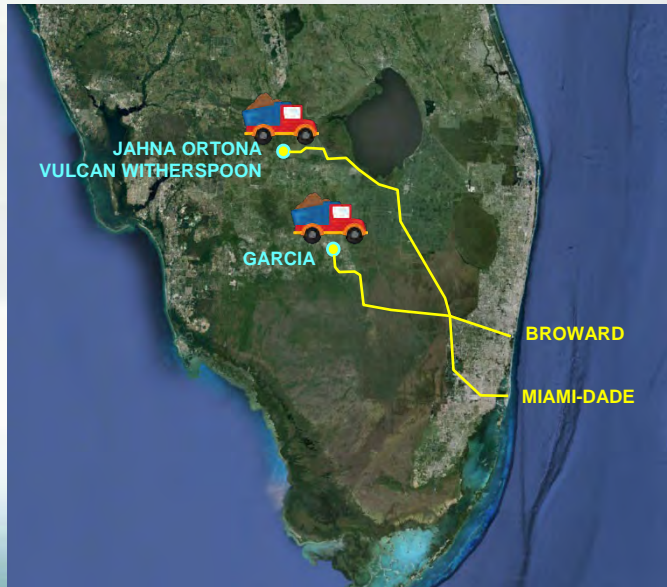 JAHNA ORTONA
VULCAN WITHERSPOON
GARCIA
BROWARD
MIAMI-DADE